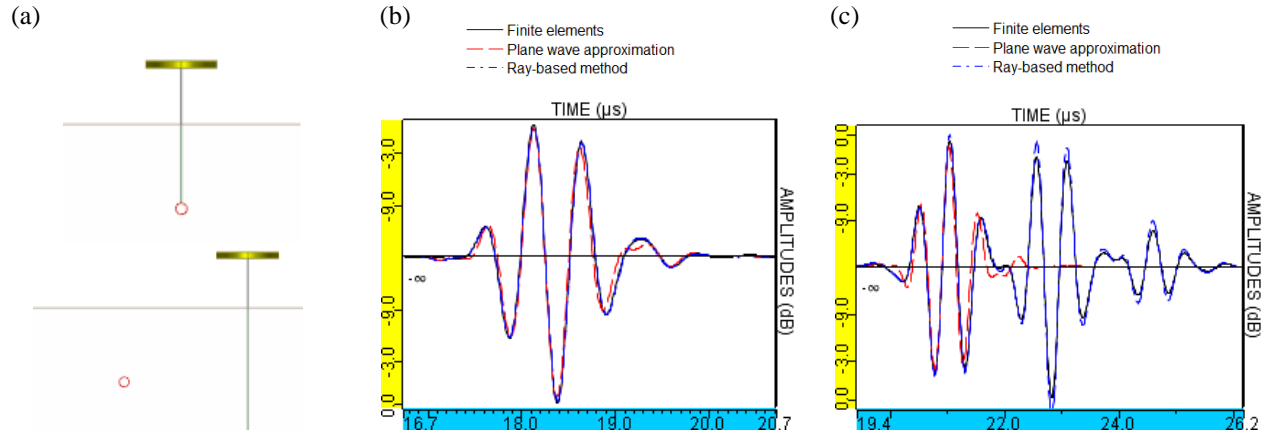 (a)
(b)
Finite elements
Plane wave approximation
Ray-based method
TIME (µs)
-3.0
-9.0
-∞
-9.0
-3.0
0.0
AMPLITUDES (dB)
16.7 18.0 19.0 20.0 20.7
(c)
Finite elements
Plane wave approximation
Ray-based method
TIME (µs)
0.0
-3.0
-9.0
-∞
-9.0
-3.0
0.0
AMPLITUDES (dB)
19.4 22.0 24.0 26.2